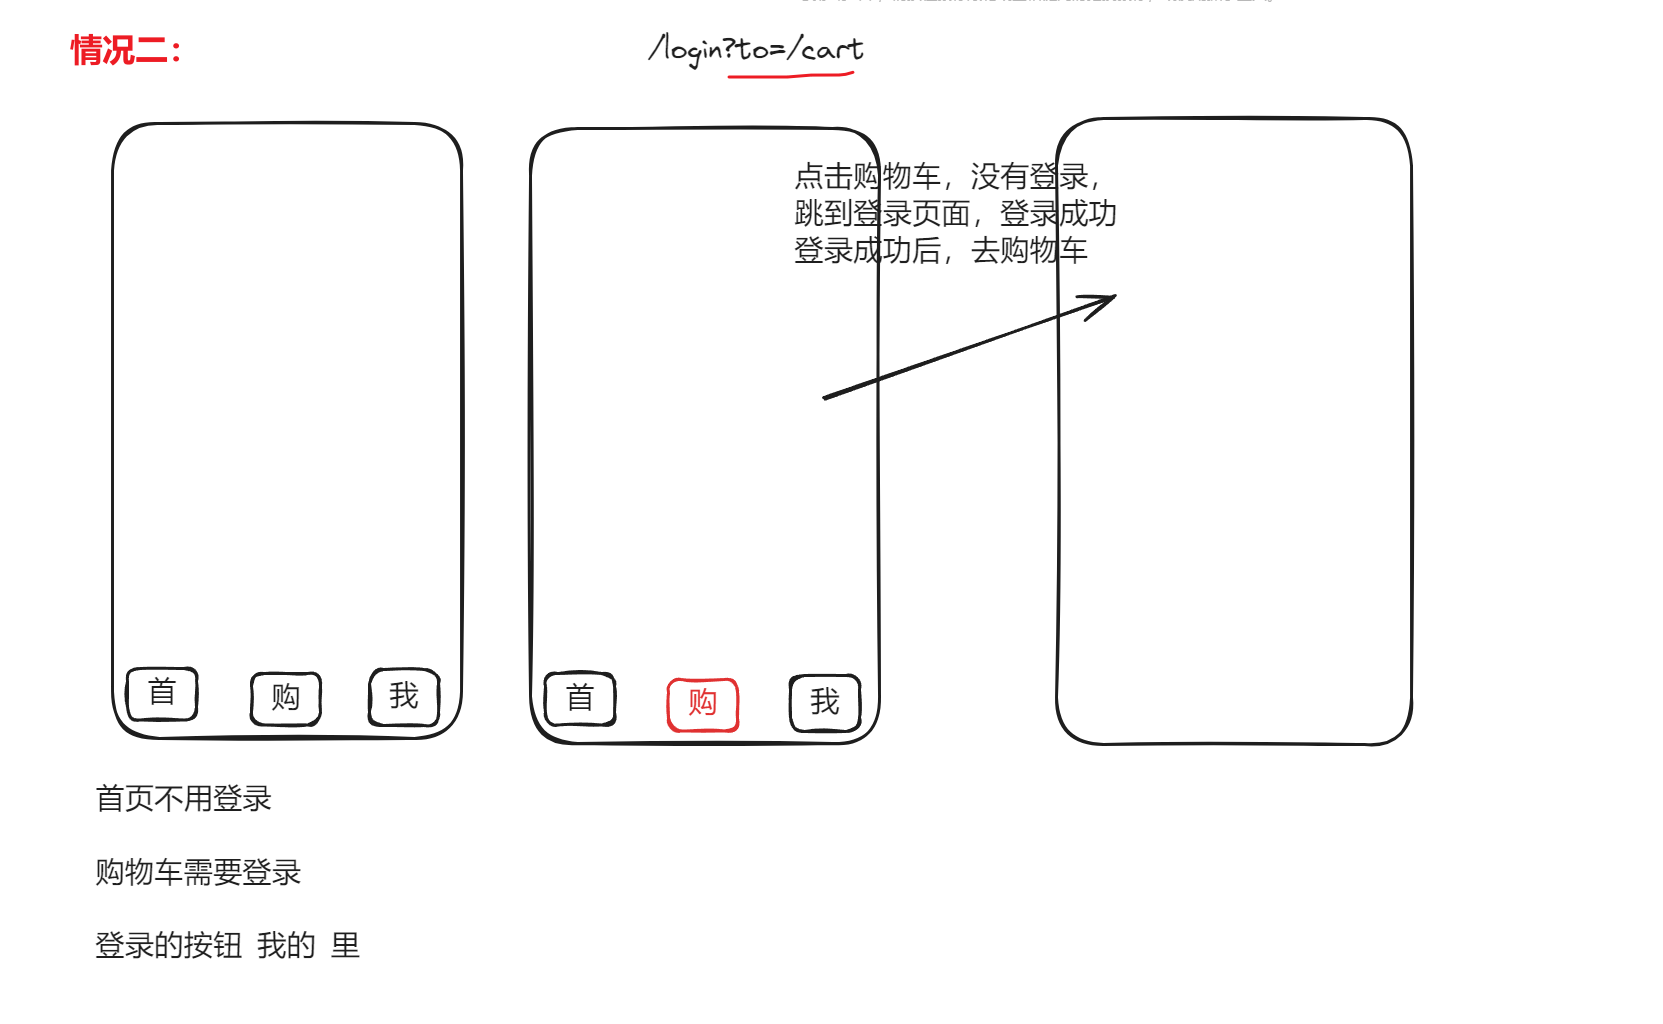 情况二：
/login?to=/cart
点击购物车，没有登录，
跳到登录页面，登录成功
登录成功后，去购物车
首
购
我
首
购
我
首页不用登录
购物车需要登录
登录的按钮 我的 里